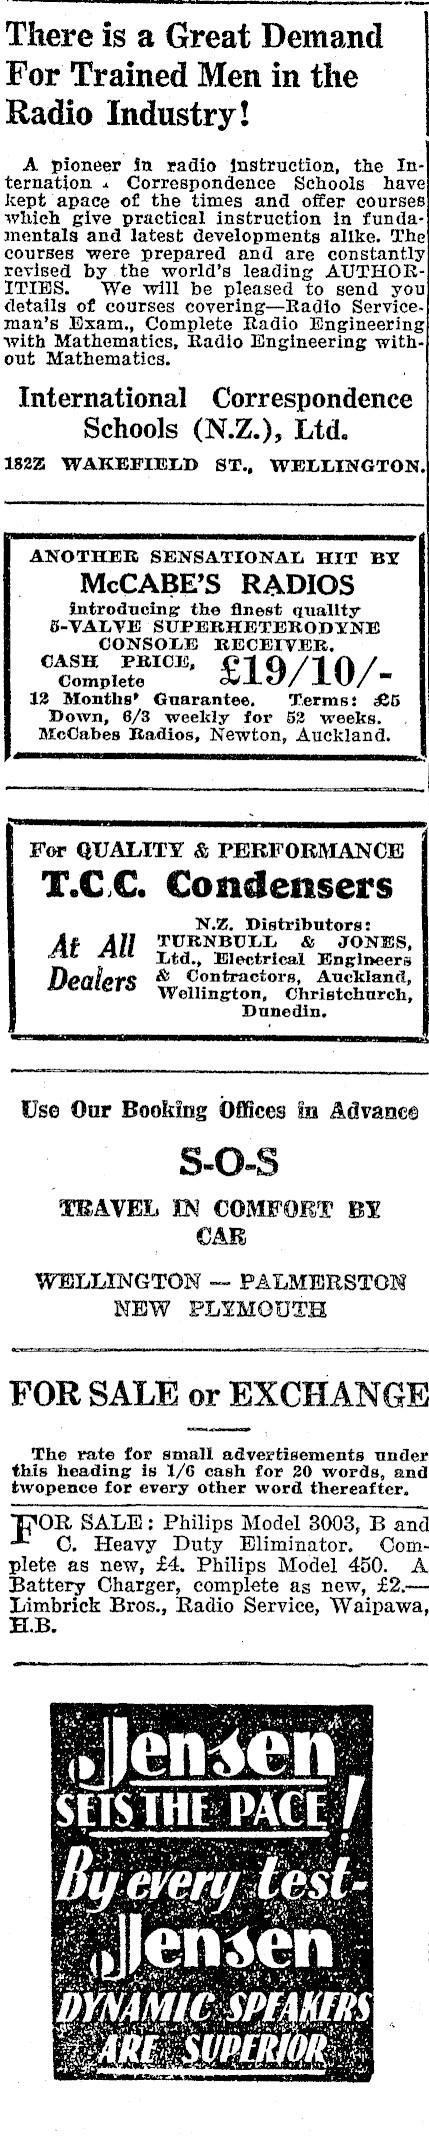 There is a Great Demand
For Trained Men in the
Radio Industry!
A pioneer in radio instruction, the In-
ternation Correspondence Schools have
kept apace of the times and offer courses
which give practical instruction in funda-
mentals and latest developments alike. The
courses were prepared and are constantly
revised by the world's leading AUTHOR-
ITIES. We will be pleased to send you
details of courses covering—Radio Service-
man's Exam., Complete Radio Engineering
with Mathematics, Radio Engineering with-
out Mathematics.
International Correspondence
Schools (N.Z.), Ltd.
182Z WAKEFIELD ST., WELLINGTON.
ANOTHER SENSATIONAL HIT BY
McCABE'S RADIOS
introducing the finest quality
5-VALVE SUPERHETERODYNE
CONSOLE RECEIVER.
CASH PRICE, £19/10/-
Complete
12 Months' Guarantee. Terms: £5
Down, 6/3 weekly for 52 weeks.
McCabes Radios, Newton, Auckland.
For QUALITY & PERFORMANCE
T.C.C. Condensers
At All
Dealers
N.Z. Distributors:
TURNBULL & JONES,
Ltd., Electrical Engineers
& Contractors, Auckland,
Wellington, Christchurch,
Dunedin.
Use Our Booking Offices in Advance
S-O-S
TRAVEL IN COMFORT BY
CAR
WELLINGTON — PALMERSTON
NEW PLYMOUTH
FOR SALE or EXCHANGE
The rate for small advertisements under
this heading is 1/6 cash for 20 words, and
twopence for every other word thereafter.
FOR SALE: Philips Model 3003, B and
C. Heavy Duty Eliminator. Com-
plete as new, £4. Philips Model 450. A
Battery Charger, complete as new, £2.—
Limbrick Bros., Radio Service, Waipawa,
H.B.
Jensen
SETS THE PACE!
By every test-
Jensen
DYNAMIC SPEAKERS
ARE SUPERIOR